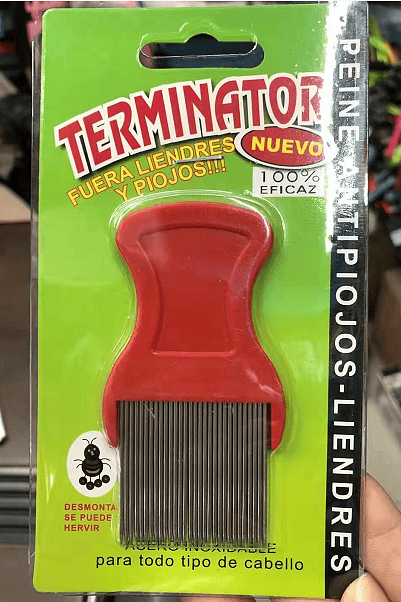 TERMINATOR
FUERA LIENDRES
Y PIOJOS!!!
NUEVO
100%
EFICAZ
PEINE ANTIPIOJOS-LIENDRES
DESMONTA
SE PUEDE
HERVIR
ACERO INOXIDABLE
para todo tipo de cabello